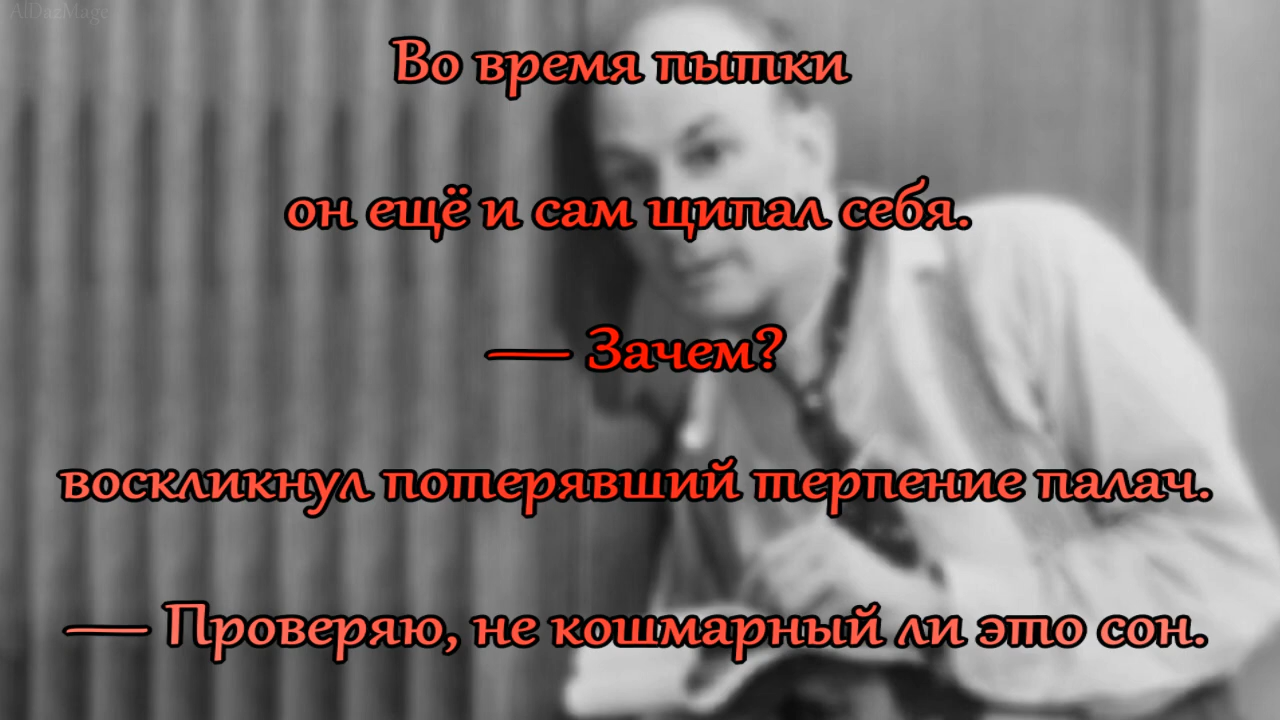 AlDazMage
Во время пытки
он ещё и сам щипал себя.
— Зачем?
воскликнул потерявший терпение палач.
— Проверяю, не кошмарный ли это сон.